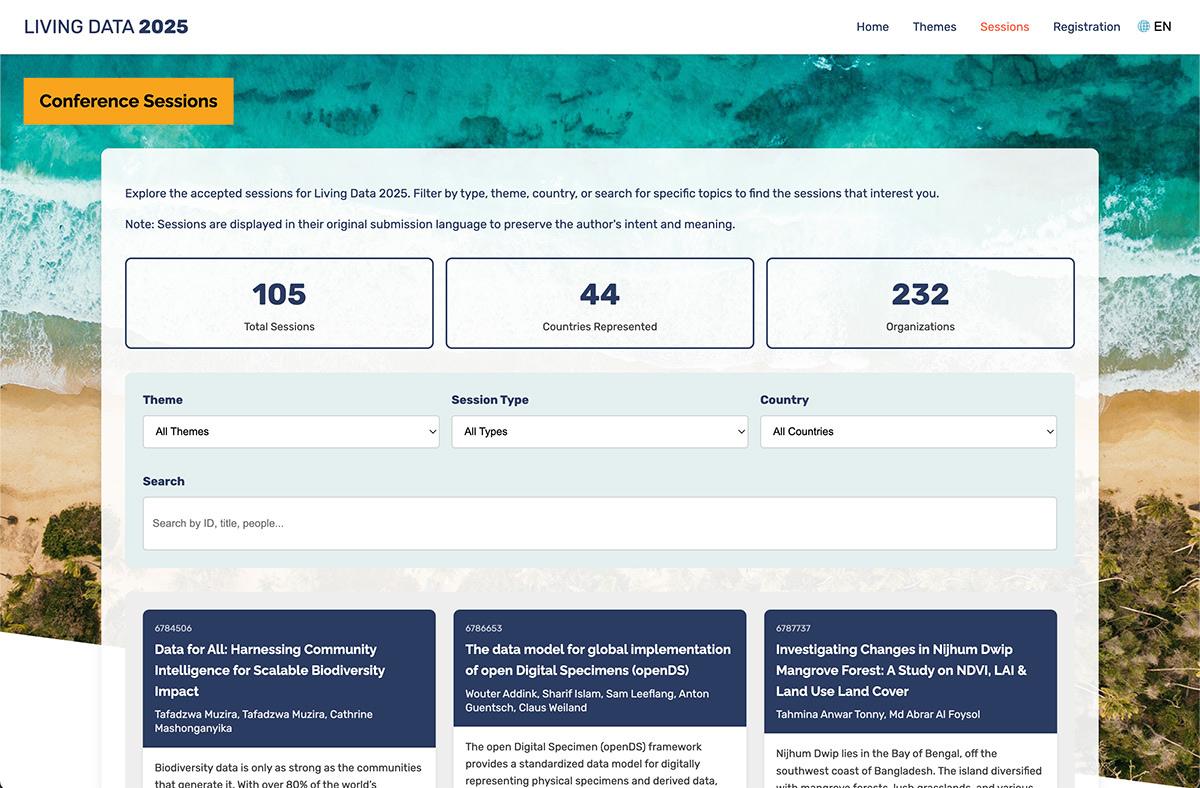 LIVING DATA 2025
Home Themes Sessions Registration EN
Conference Sessions
Explore the accepted sessions for Living Data 2025. Filter by type, theme, country, or search for specific topics to find the sessions that interest you.
Note: Sessions are displayed in their original submission language to preserve the author's intent and meaning.
105
Total Sessions
44
Countries Represented
232
Organizations
Theme
All Themes
Session Type
All Types
Country
All Countries
Search
Search by ID, title, people...
6784506
Data for All: Harnessing Community
Intelligence for Scalable Biodiversity
Impact
Tafadzwa Muzira, Tafadzwa Muzira, Cathrine
Mashonganyika
Biodiversity data is only as strong as the communities
that generate it. With over 80% of the world's
6786653
The data model for global implementation
of open Digital Specimens (openDS)
Wouter Addink, Sharif Islam, Sam Leeflang, Anton
Guentsch, Claus Weiland
The open Digital Specimen (openDS) framework
provides a standardized data model for digitally
representing physical specimens and derived data,
6787737
Investigating Changes in Nijhum Dwip
Mangrove Forest: A Study on NDVI, LAI &
Land Use Land Cover
Tahmina Anwar Tonny, Md Abrar Al Foysol
Nijhum Dwip lies in the Bay of Bengal, off the
southwest coast of Bangladesh. The island diversified
with mangrove forests, lush grasslands, and various